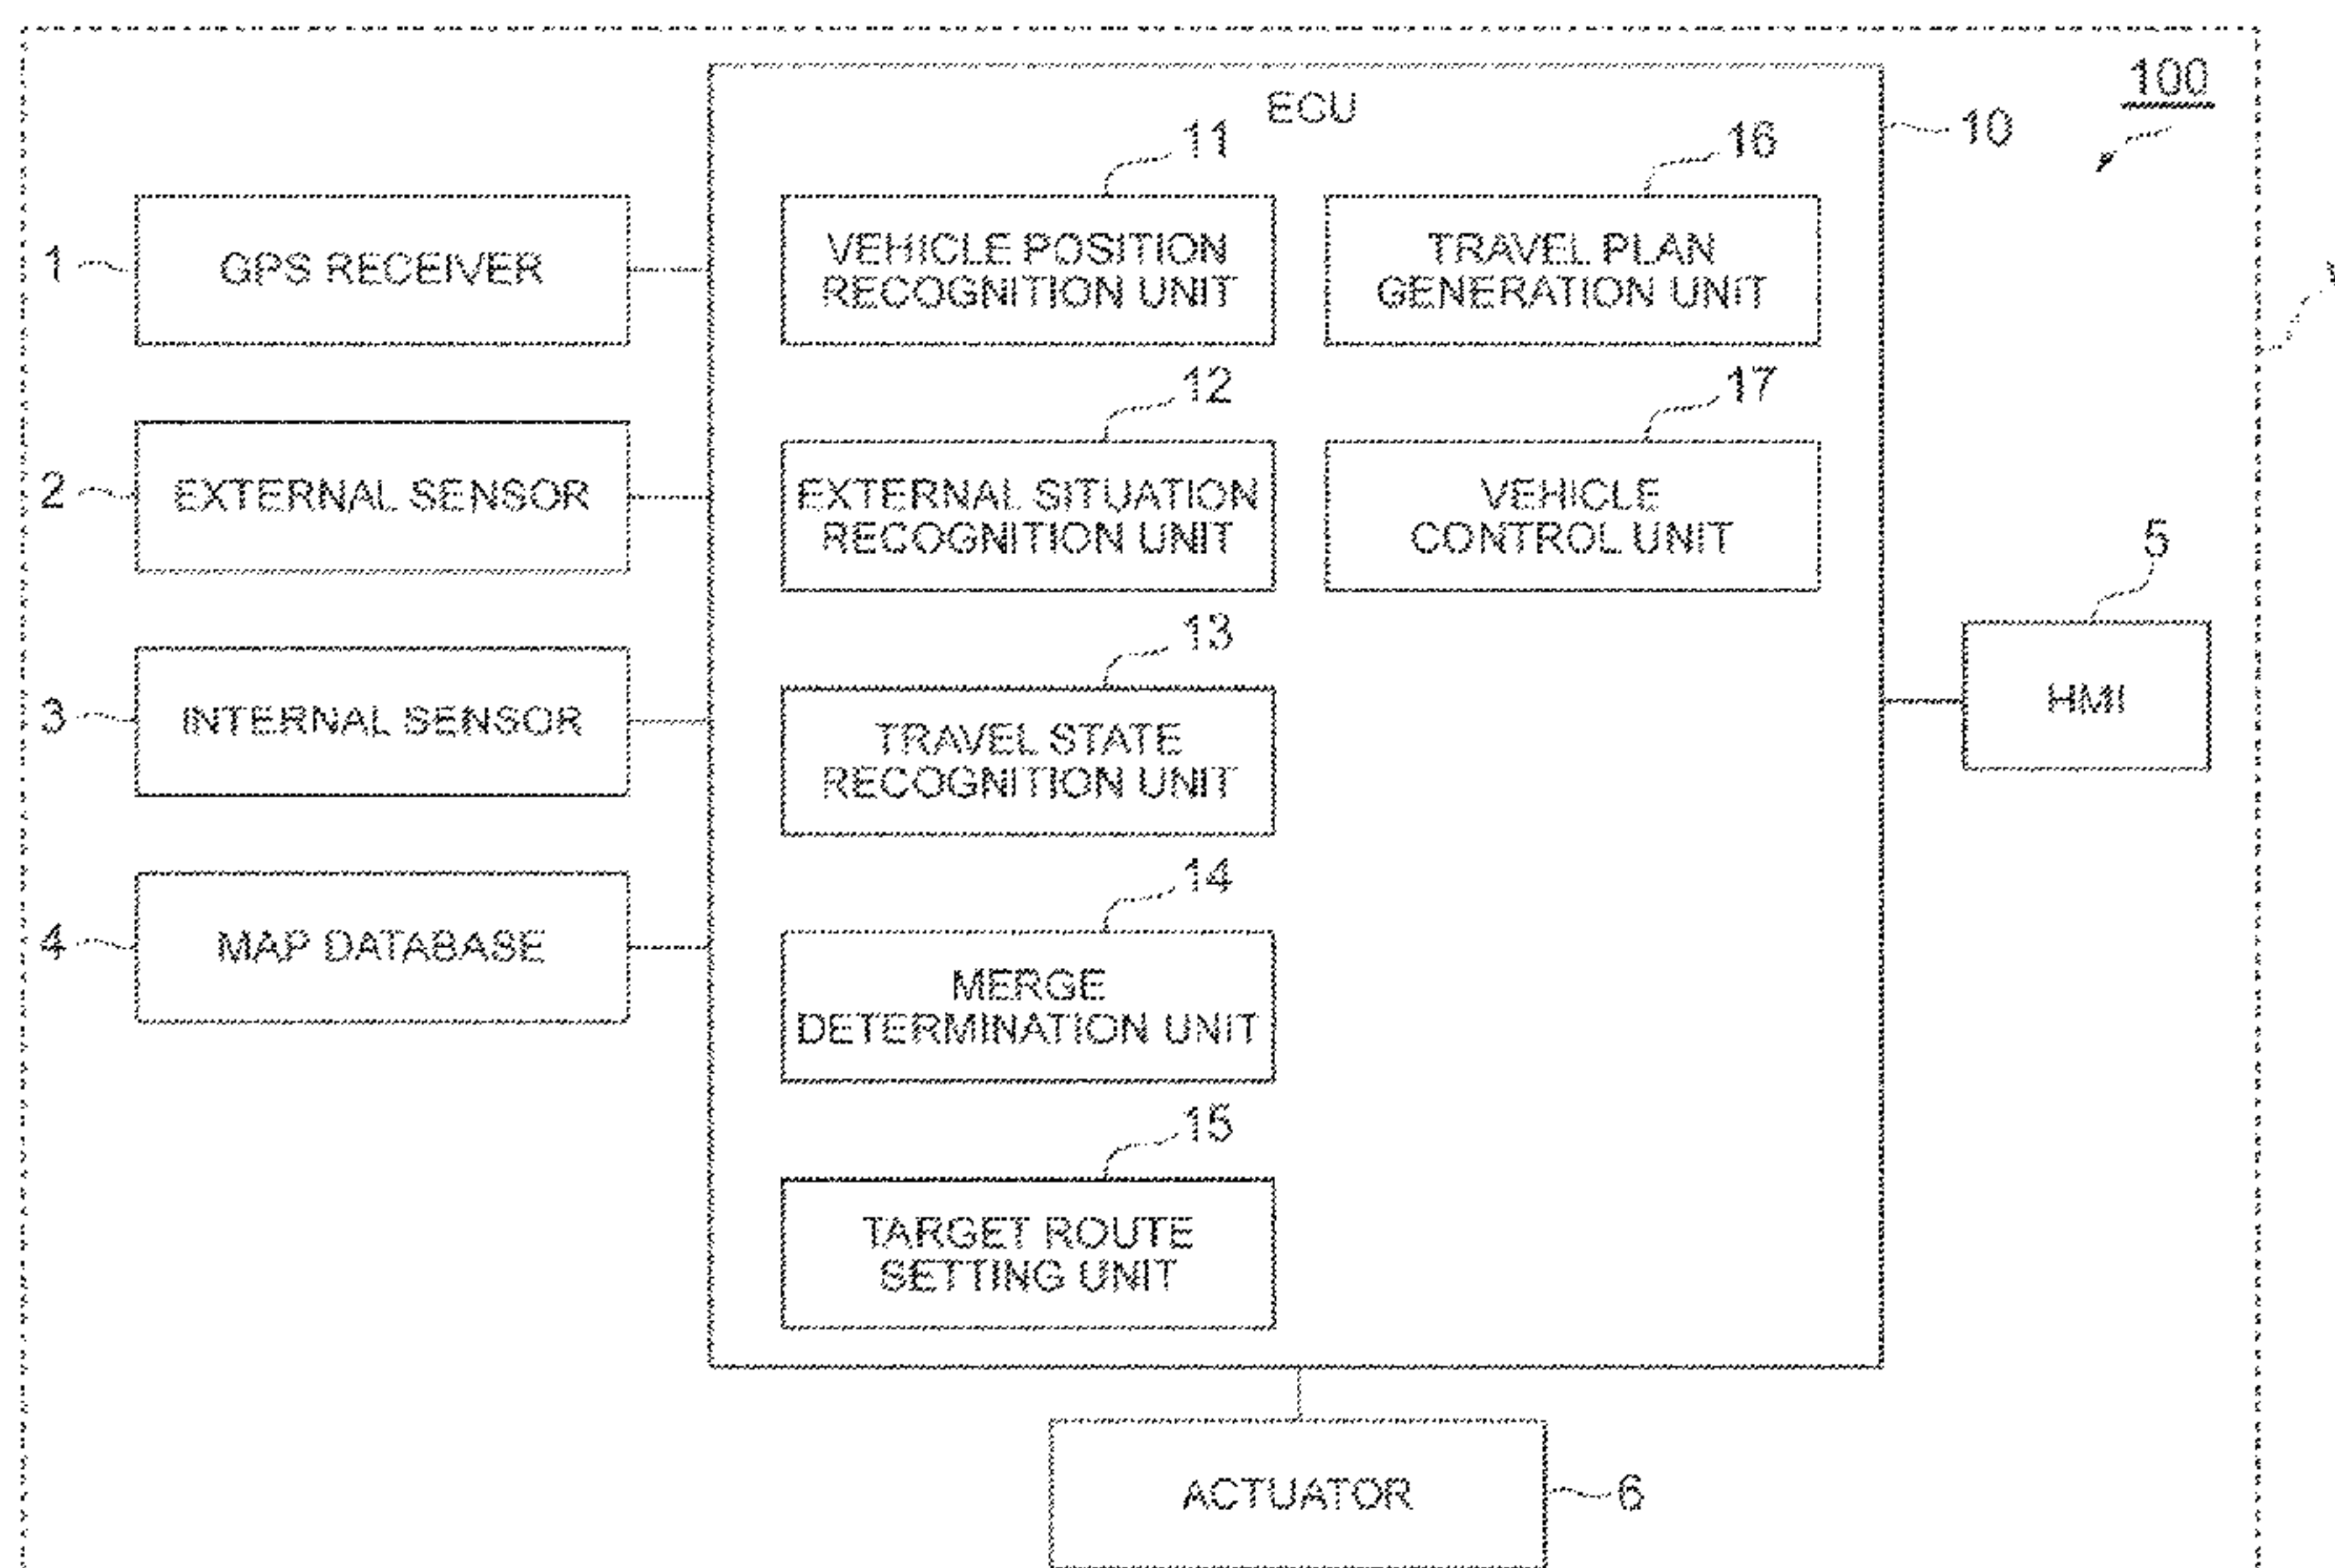 100
ECU
10
11
16
1
GPS RECEIVER
VEHICLE POSITION
RECOGNITION UNIT
TRAVEL PLAN
GENERATION UNIT
12
17
2
EXTERNAL SENSOR
EXTERNAL SITUATION
RECOGNITION UNIT
VEHICLE
CONTROL UNIT
5
HMI
13
3
INTERNAL SENSOR
TRAVEL STATE
RECOGNITION UNIT
14
4
MAP DATABASE
MERGE
DETERMINATION UNIT
15
TARGET ROUTE
SETTING UNIT
ACTUATOR
6